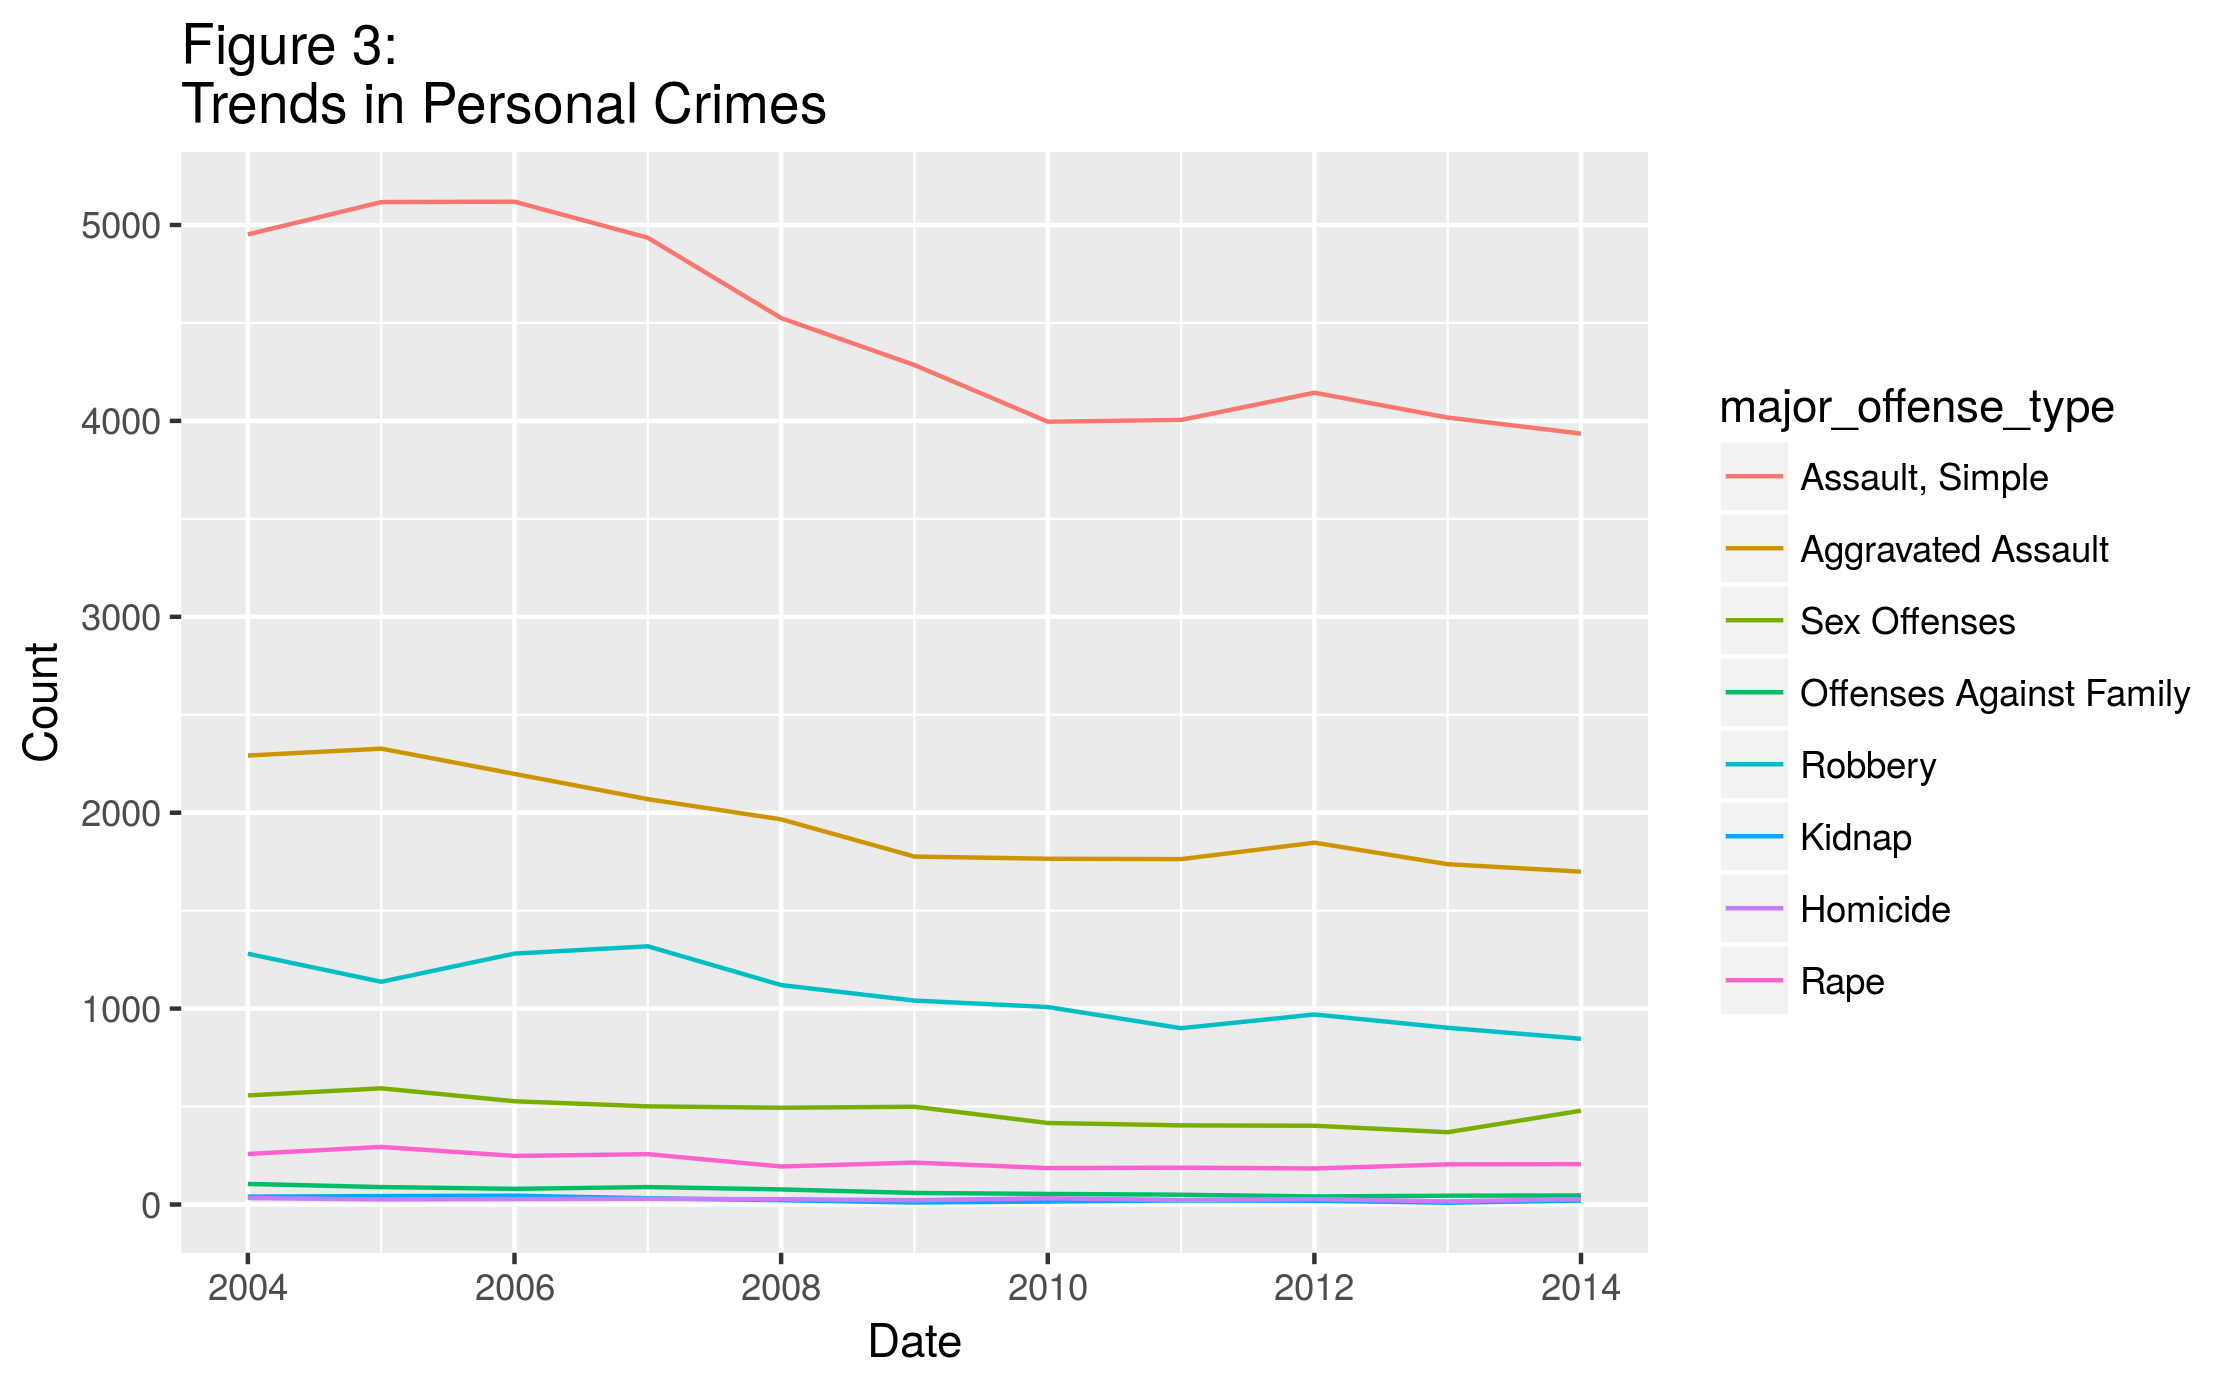 Figure 3:
Trends in Personal Crimes
5000
4000
3000
2000
1000
0
Count
2004 2006 2008 2010 2012 2014
Date
major_offense_type
Assault, Simple
Aggravated Assault
Sex Offenses
Offenses Against Family
Robbery
Kidnap
Homicide
Rape